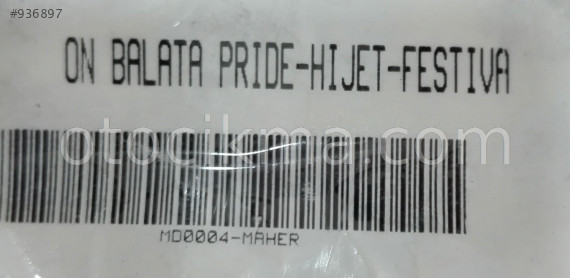 #936897
ON BALATA PRIDE-HIJET-FESTIVA
otocikma.com
MD0004-MAHER